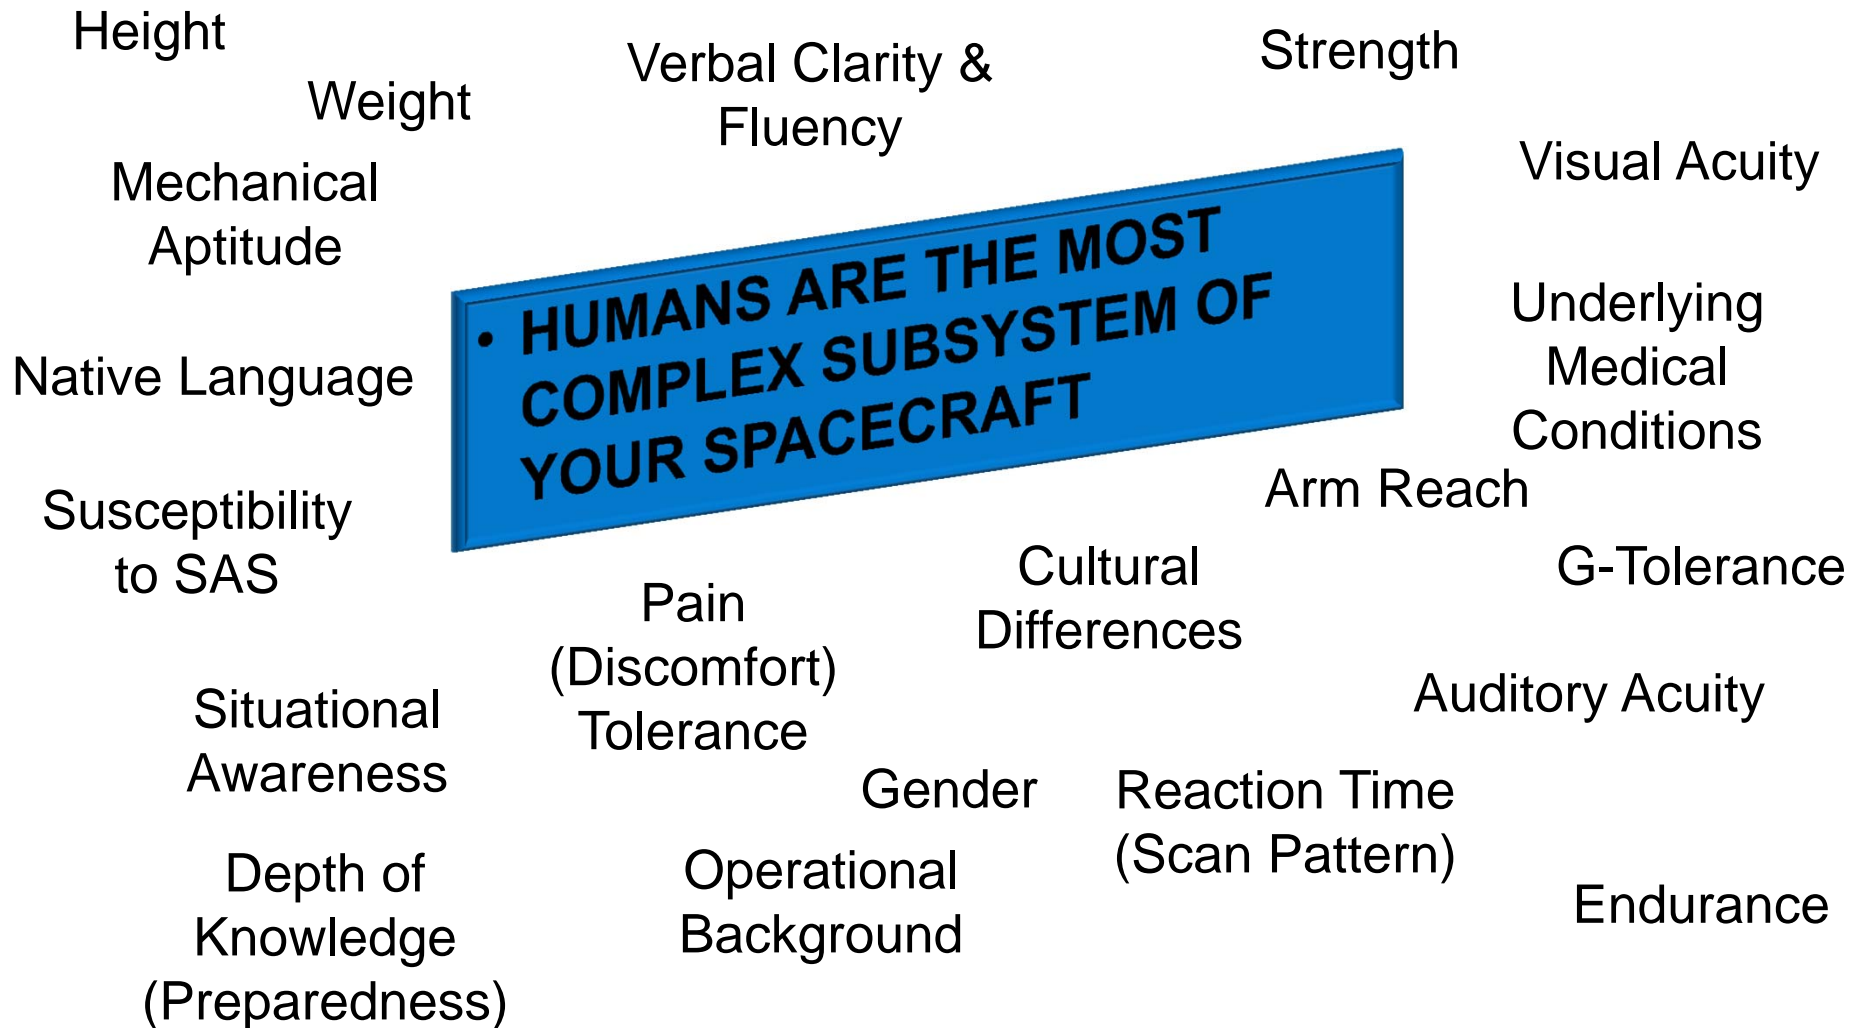 Height
Weight
Verbal Clarity &
Fluency
Strength
Mechanical
Aptitude
Visual Acuity
• HUMANS ARE THE MOST
COMPLEX SUBSYSTEM OF
YOUR SPACECRAFT
Native Language
Underlying
Medical
Conditions
Susceptibility
to SAS
Arm Reach
Pain
(Discomfort)
Tolerance
Cultural
Differences
G-Tolerance
Situational
Awareness
Auditory Acuity
Gender
Reaction Time
(Scan Pattern)
Depth of
Knowledge
(Preparedness)
Operational
Background
Endurance